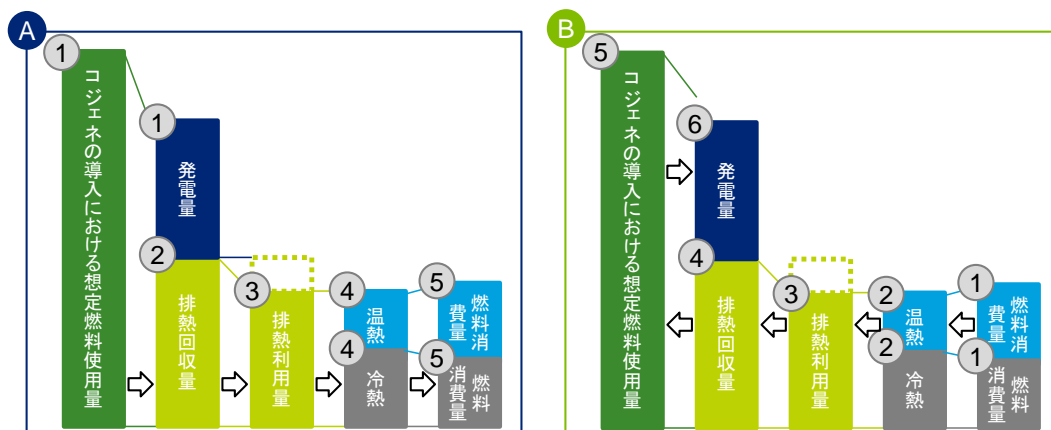 A
1
コジェネの導入における想定燃料使用量
1
発電量
2
排熱回収量
3
排熱利用量
4
温熱
4
冷熱
5
燃料消
費量
5
燃料
消費量
B
5
コジェネの導入における想定燃料使用量
6
発電量
4
排熱回収量
3
排熱利用量
2
温熱
2
冷熱
1
燃料消
費量
1
燃料
消費量